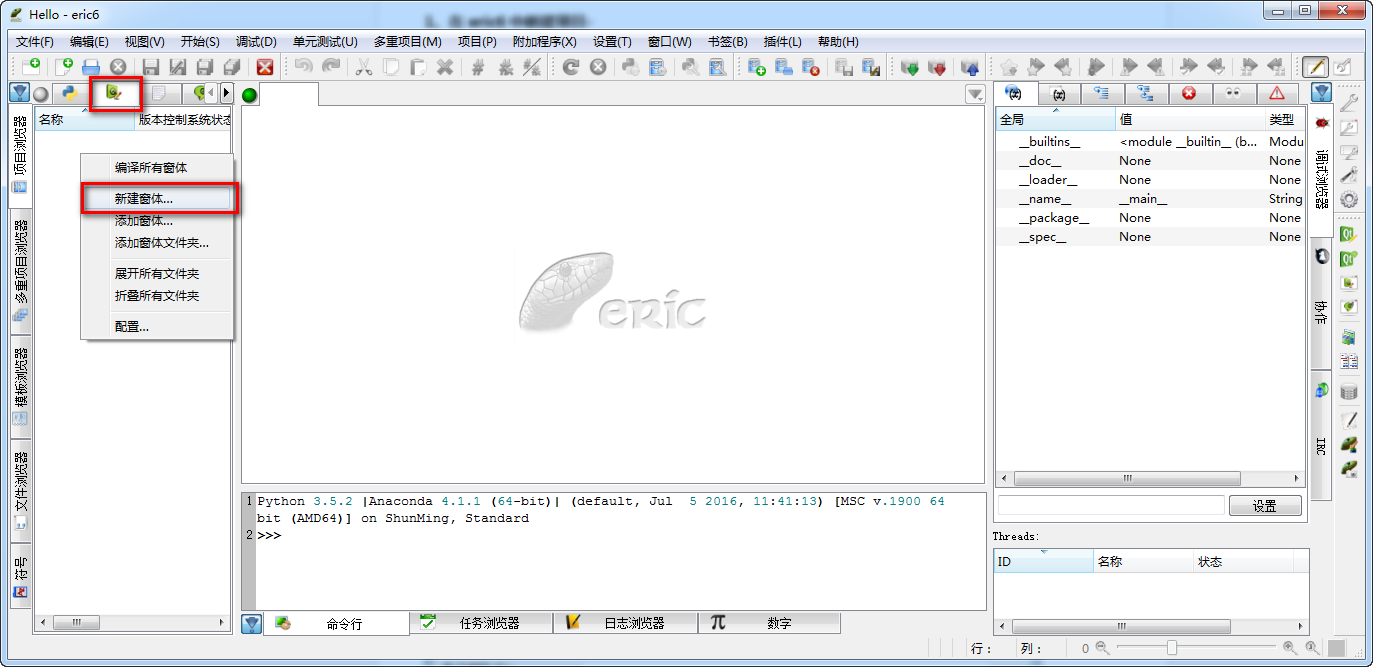 Hello - eric6
文件(F) 编辑(E) 视图(V) 开始(S) 调试(D) 单元测试(U) 多重项目(M) 项目(P) 附加程序(X) 设置(T) 窗口(W) 书签(B) 插件(L) 帮助(H)
项目浏览器
多重项目浏览器
模板浏览器
文件浏览器
符号
名称 版本控制系统状态
编译所有窗体
新建窗体...
添加窗体...
添加窗体文件夹...
展开所有文件夹
折叠所有文件夹
配置...
eric
1 Python 3.5.2 |Anaconda 4.1.1 (64-bit)| (default, Jul  5 2016, 11:41:13) [MSC v.1900 64
bit (AMD64)] on ShunMing, Standard
2 >>>
命令行 任务浏览器 日志浏览器 数字
全局 值 类型
__builtins__ <module __builtin__ (b... Modu
__doc__ None None
__loader__ None None
__name__ __main__ String
__package__ None None
__spec__ None None
设置
Threads:
ID 名称 状态
调试浏览器
协作
IRC
行： 列： 0